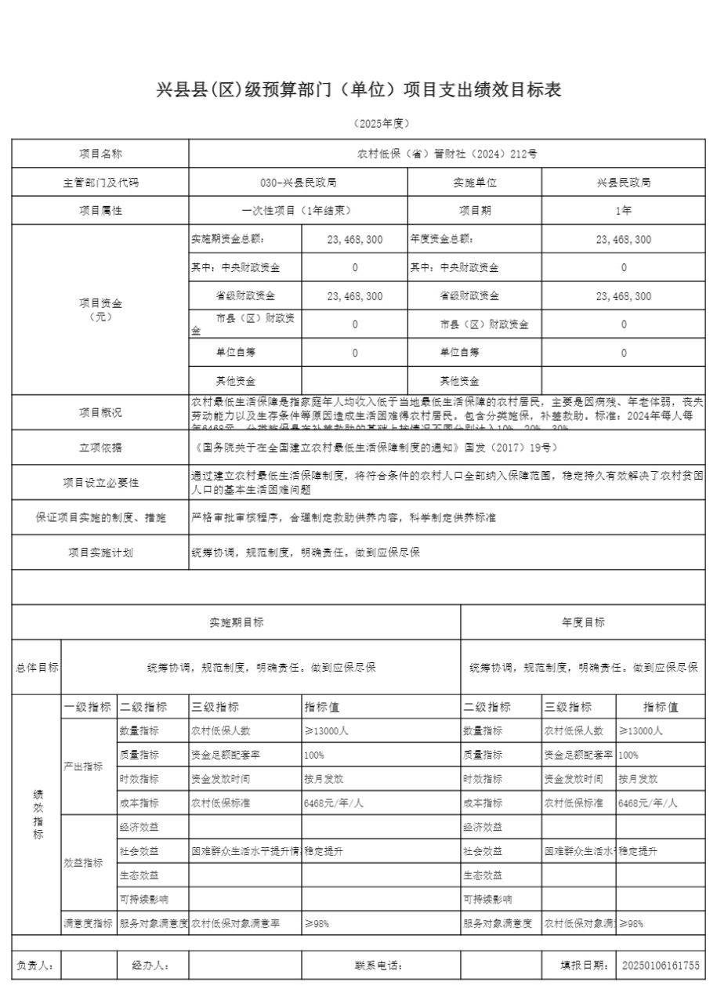 兴县县(区)级预算部门（单位）项目支出绩效目标表
（2025年度）
项目名称 农村低保（省）晋财社（2024）212号
主管部门及代码 030-兴县民政局 实施单位 兴县民政局
项目属性 一次性项目（1年结束） 项目期 1年
项目资金
（元）
实施期资金总额： 23,468,300 年度资金总额： 23,468,300
其中：中央财政资金 0 其中：中央财政资金 0
省级财政资金 23,468,300 省级财政资金 23,468,300
市县（区）财政资
金 0 市县（区）财政资金 0
单位自筹 0 单位自筹 0
其他资金 其他资金
项目概况
农村最低生活保障是指家庭年人均收入低于当地最低生活保障的农村居民，主要是因病残、年老体弱，丧失
劳动能力以及生存条件等原因造成生活困难得农村居民。包含分类施保，补差救助。标准：2024年每人每
年6468元，分类施保是在补差救助的基础上按情况不同分别计入10%、20%、30%
立项依据 《国务院关于在全国建立农村最低生活保障制度的通知》国发（2017）19号）
项目设立必要性
通过建立农村最低生活保障制度，将符合条件的农村人口全部纳入保障范围，稳定持久有效解决了农村贫困
人口的基本生活困难问题
保证项目实施的制度、措施 严格审批审核程序，合理制定救助供养内容，科学制定供养标准
项目实施计划 统筹协调，规范制度，明确责任。做到应保尽保
实施期目标 年度目标
总体目标 统筹协调，规范制度，明确责任。做到应保尽保 统筹协调，规范制度，明确责任。做到应保尽保
绩
效
指
标
一级指标 二级指标 三级指标 指标值 二级指标 三级指标 指标值
产出指标
数量指标 农村低保人数 ≥13000人 数量指标 农村低保人数 ≥13000人
质量指标 资金足额配套率 100% 质量指标 资金足额配套率 100%
时效指标 资金发放时间 按月发放 时效指标 资金发放时间 按月发放
成本指标 农村低保标准 6468元/年/人 成本指标 农村低保标准 6468元/年/人
效益指标
经济效益 经济效益
社会效益 困难群众生活水平提升情 稳定提升 社会效益 困难群众生活水 稳定提升
生态效益 生态效益
可持续影响 可持续影响
满意度指标 服务对象满意度 农村低保对象满意率 ≥98% 服务对象满意度 农村低保对象满 ≥98%
负责人： 经办人： 联系电话： 填报日期： 20250106161755